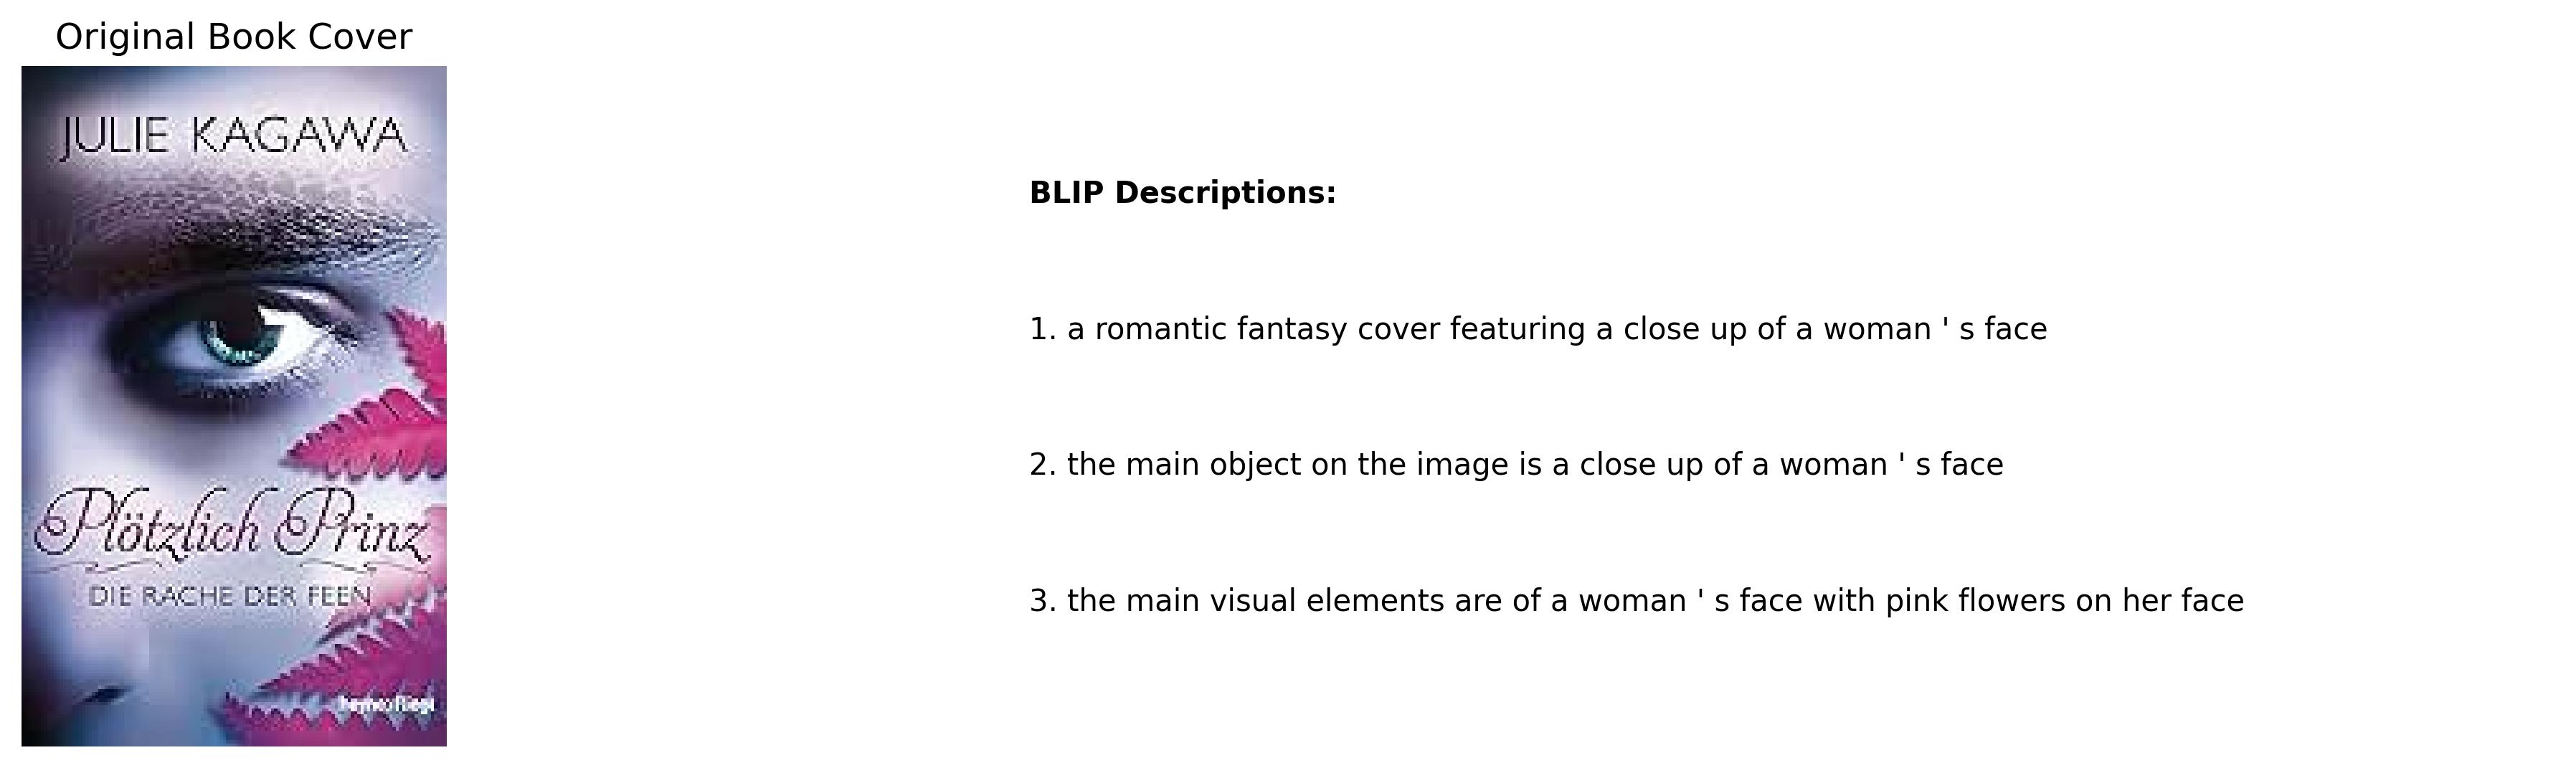 Original Book Cover
JULIE KAGAWA
Plötzlich Prinz
DIE RACHE DER FEEN
BLIP Descriptions:
1. a romantic fantasy cover featuring a close up of a woman ' s face
2. the main object on the image is a close up of a woman ' s face
3. the main visual elements are of a woman ' s face with pink flowers on her face